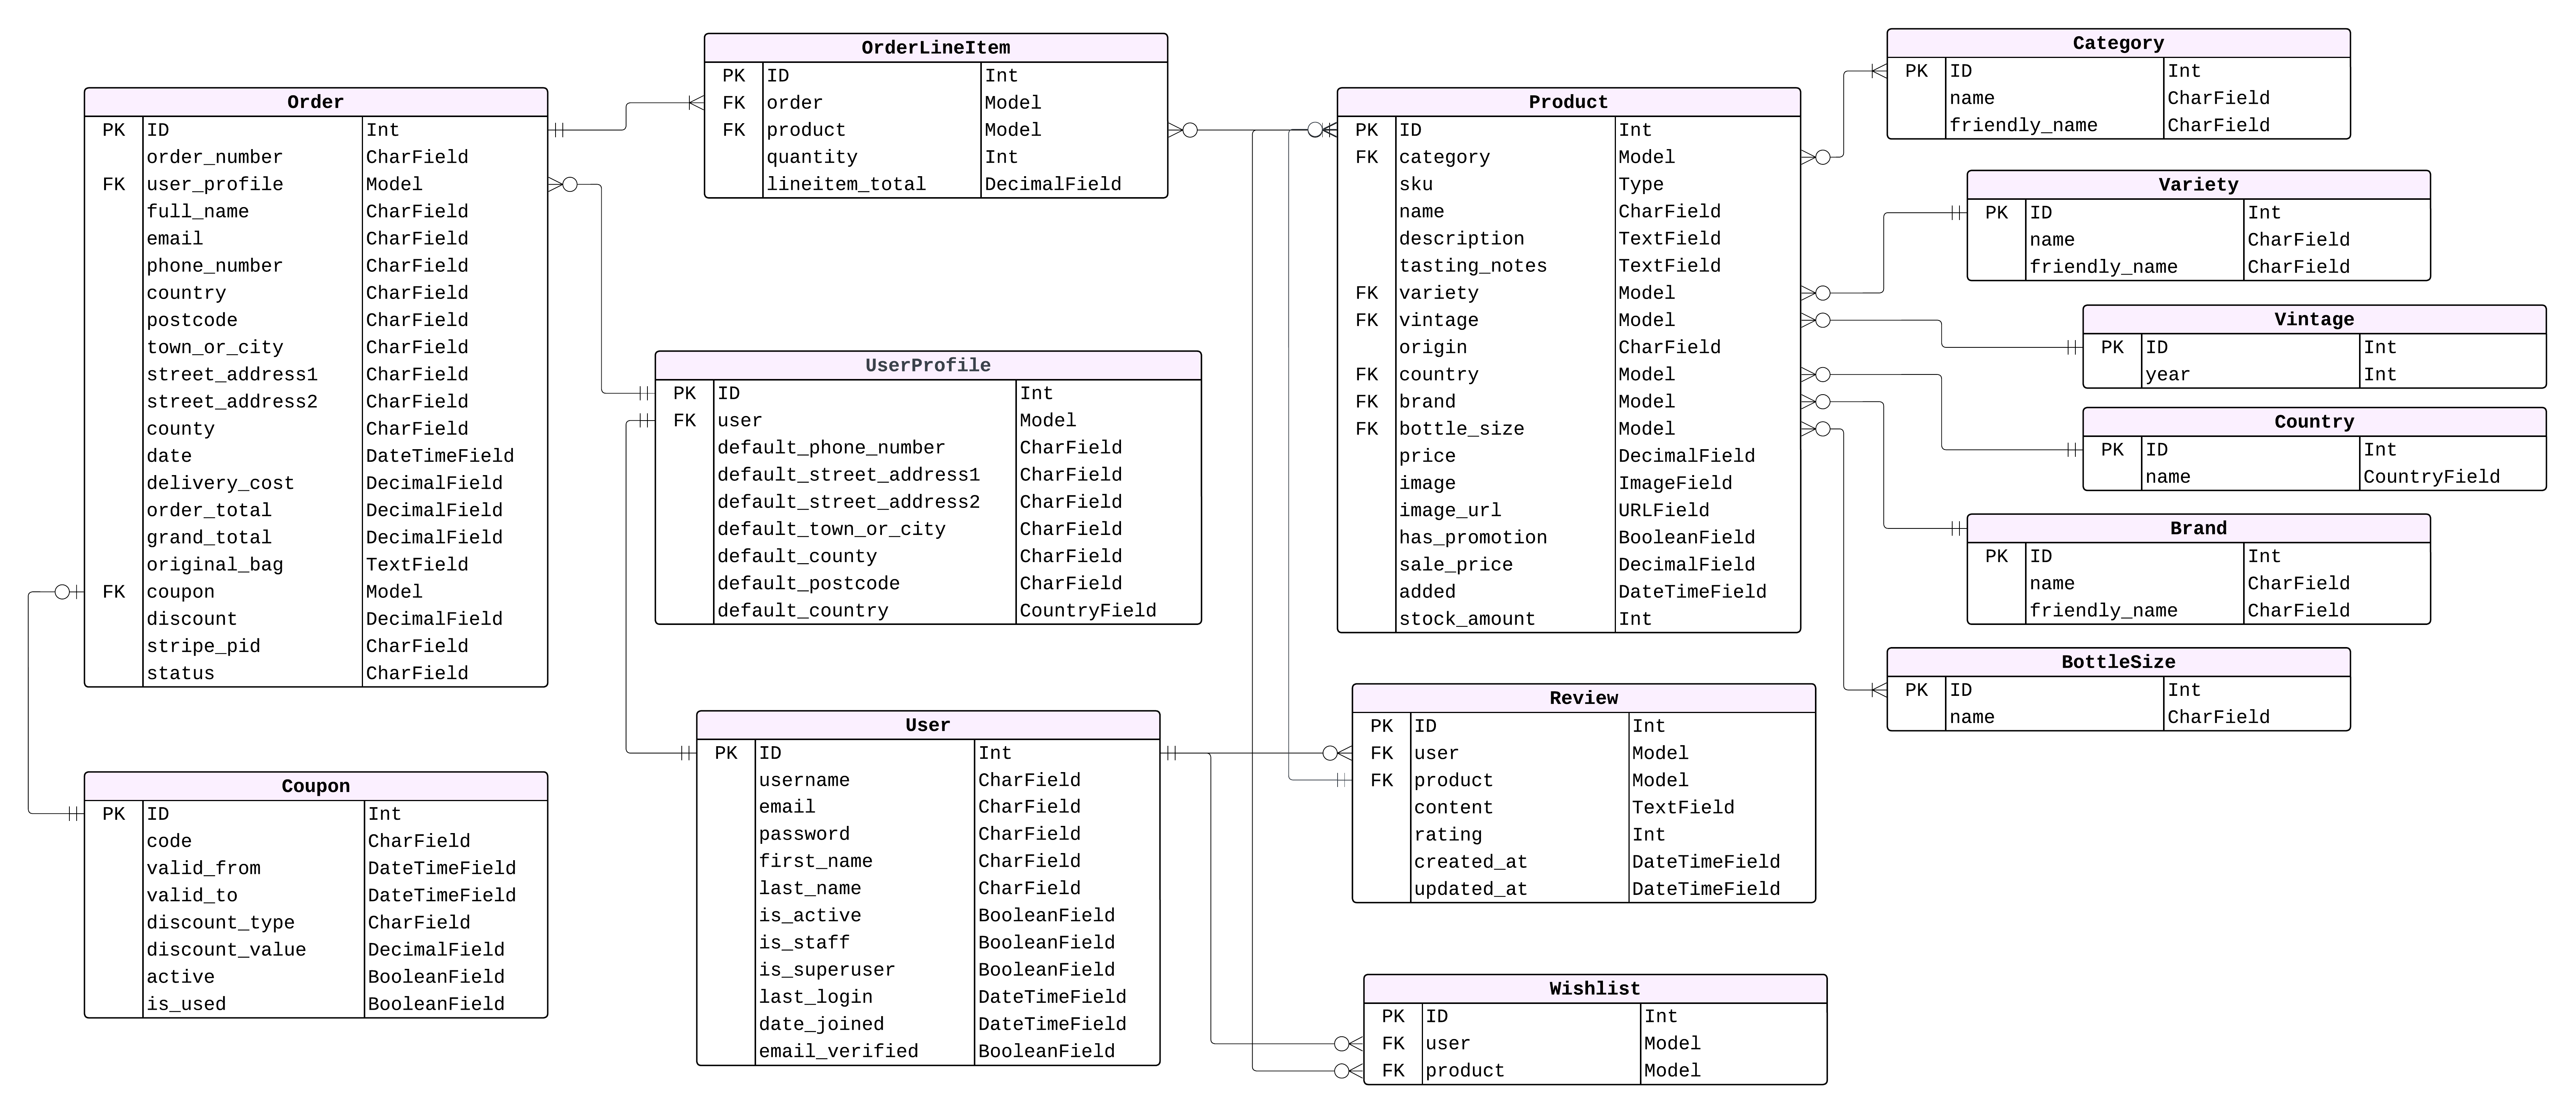 Order
PK ID Int
order_number CharField
FK user_profile Model
full_name CharField
email CharField
phone_number CharField
country CharField
postcode CharField
town_or_city CharField
street_address1 CharField
street_address2 CharField
county CharField
date DateTimeField
delivery_cost DecimalField
order_total DecimalField
grand_total DecimalField
original_bag TextField
FK coupon Model
discount DecimalField
stripe_pid CharField
status CharField
Coupon
PK ID Int
code CharField
valid_from DateTimeField
valid_to DateTimeField
discount_type CharField
discount_value DecimalField
active BooleanField
is_used BooleanField
OrderLineItem
PK ID Int
FK order Model
FK product Model
quantity Int
lineitem_total DecimalField
UserProfile
PK ID Int
FK user Model
default_phone_number CharField
default_street_address1 CharField
default_street_address2 CharField
default_town_or_city CharField
default_county CharField
default_postcode CharField
default_country CountryField
User
PK ID Int
username CharField
email CharField
password CharField
first_name CharField
last_name CharField
is_active BooleanField
is_staff BooleanField
is_superuser BooleanField
last_login DateTimeField
date_joined DateTimeField
email_verified BooleanField
Product
PK ID Int
FK category Model
sku Type
name CharField
description TextField
tasting_notes TextField
FK variety Model
FK vintage Model
origin CharField
FK country Model
FK brand Model
FK bottle_size Model
price DecimalField
image ImageField
image_url URLField
has_promotion BooleanField
sale_price DecimalField
added DateTimeField
stock_amount Int
Review
PK ID Int
FK user Model
FK product Model
content TextField
rating Int
created_at DateTimeField
updated_at DateTimeField
Wishlist
PK ID Int
FK user Model
FK product Model
Category
PK ID Int
name CharField
friendly_name CharField
Variety
PK ID Int
name CharField
friendly_name CharField
Vintage
PK ID Int
year Int
Country
PK ID Int
name CountryField
Brand
PK ID Int
name CharField
friendly_name CharField
BottleSize
PK ID Int
name CharField